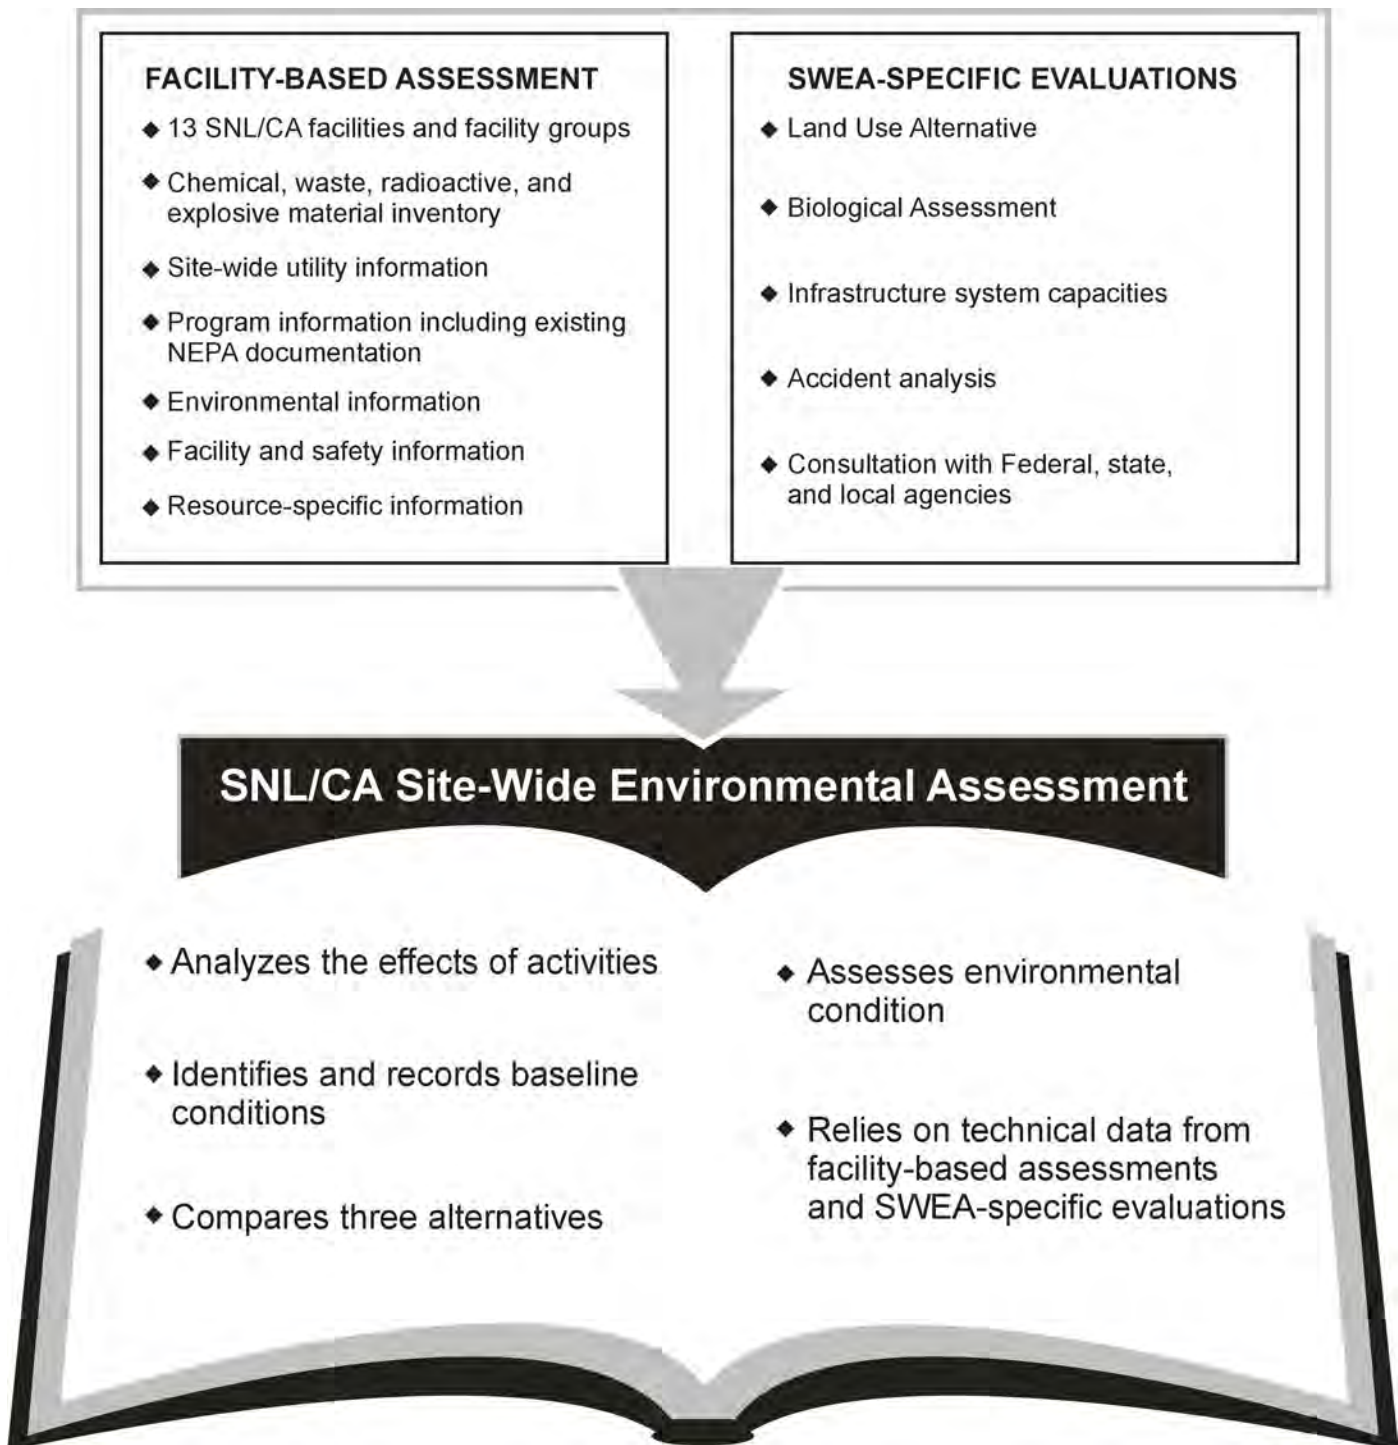 FACILITY-BASED ASSESSMENT
◆ 13 SNL/CA facilities and facility groups
◆ Chemical, waste, radioactive, and
explosive material inventory
◆ Site-wide utility information
◆ Program information including existing
NEPA documentation
◆ Environmental information
◆ Facility and safety information
◆ Resource-specific information
SWEA-SPECIFIC EVALUATIONS
◆ Land Use Alternative
◆ Biological Assessment
◆ Infrastructure system capacities
◆ Accident analysis
◆ Consultation with Federal, state,
and local agencies
SNL/CA Site-Wide Environmental Assessment
◆ Analyzes the effects of activities
◆ Identifies and records baseline
conditions
◆ Compares three alternatives
◆ Assesses environmental
condition
◆ Relies on technical data from
facility-based assessments
and SWEA-specific evaluations